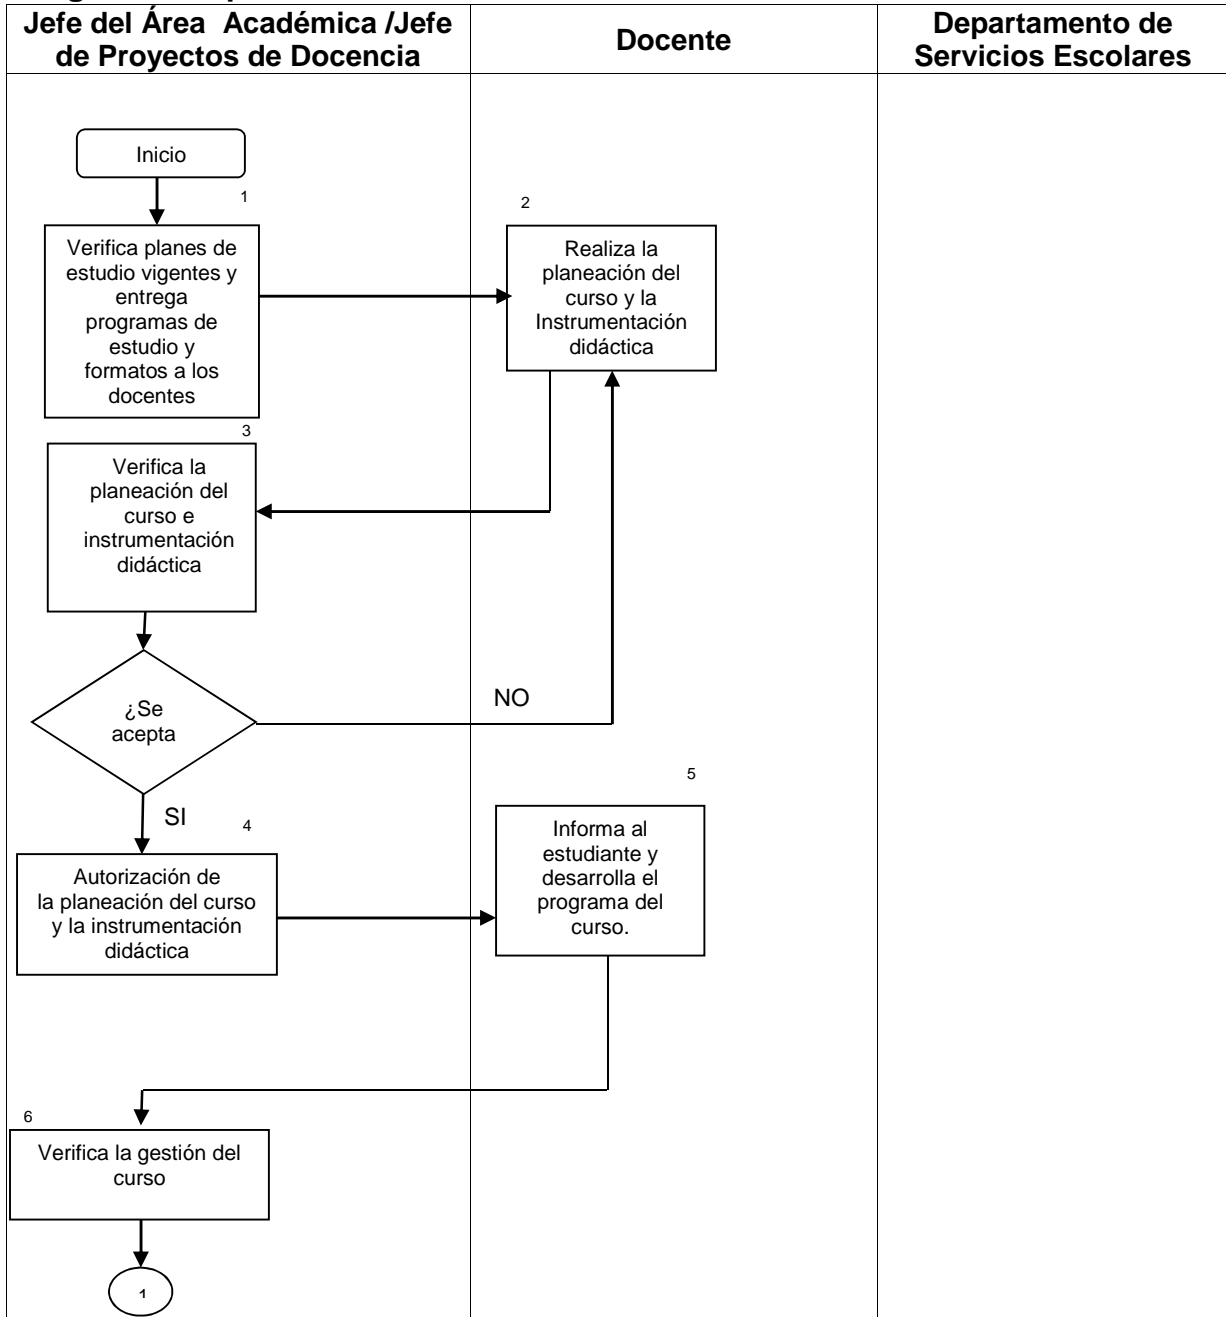 Jefe del Área Académica /Jefe
de Proyectos de Docencia
Docente
Departamento de
Servicios Escolares
Inicio
1
Verifica planes de
estudio vigentes y
entrega
programas de
estudio y
formatos a los
docentes
2
Realiza la
planeación del
curso y la
Instrumentación
didáctica
3
Verifica la
planeación del
curso e
instrumentación
didáctica
¿Se
acepta
NO
SI
4
Autorización de
la planeación del curso
y la instrumentación
didáctica
5
Informa al
estudiante y
desarrolla el
programa del
curso.
6
Verifica la gestión del
curso
1